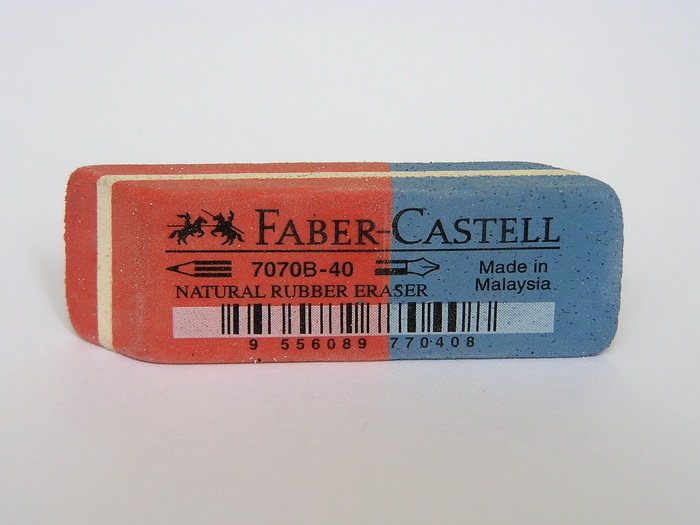 FABER-CASTELL
7070B-40
Made in
Malaysia
NATURAL RUBBER ERASER
9 556089 770408